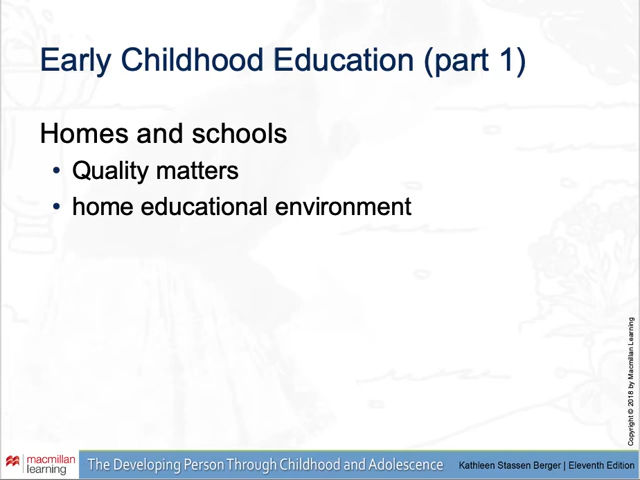 Early Childhood Education (part 1)
Homes and schools
• Quality matters
• home educational environment
Copyright © 2018 by Macmillan Learning
macmillan
learning
The Developing Person Through Childhood and Adolescence
Kathleen Stassen Berger | Eleventh Edition